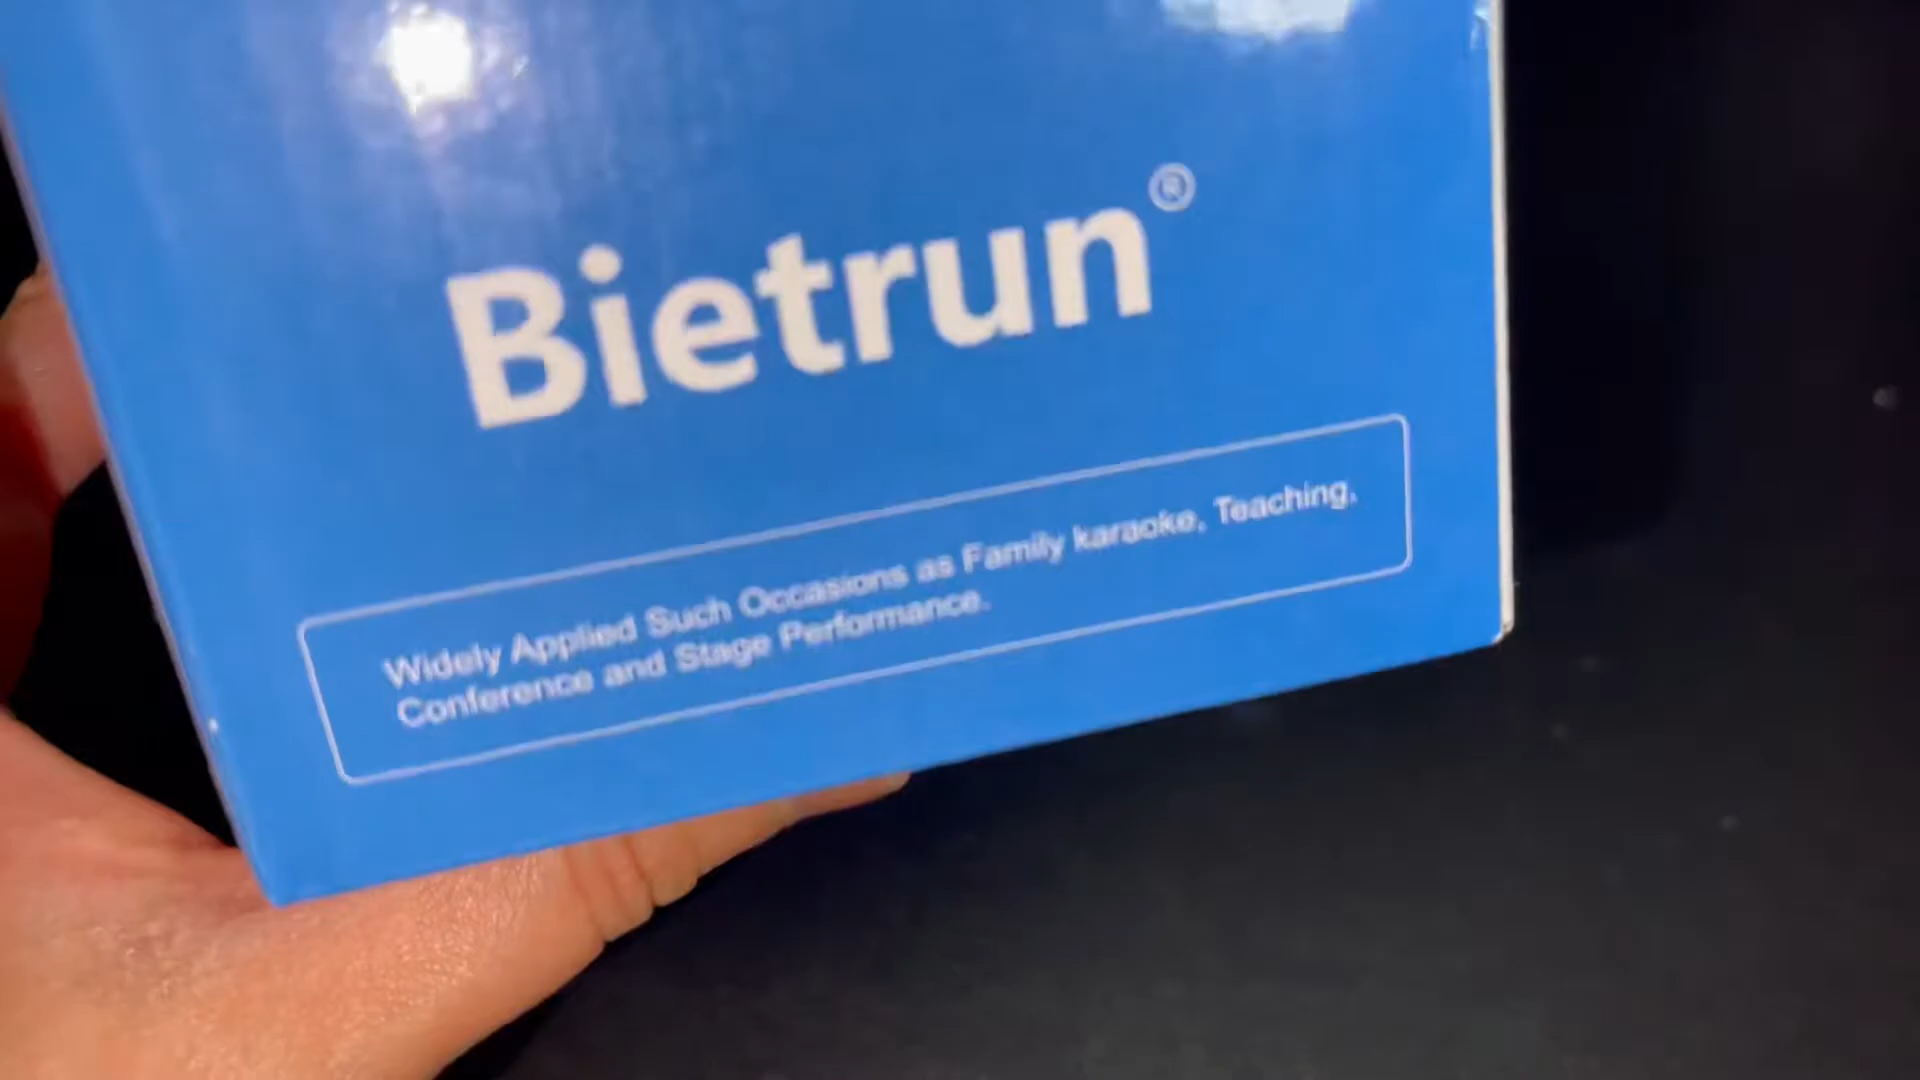 Bietrun®
Widely Applied Such Occasions as Family karaoke, Teaching,
Conference and Stage Performance.